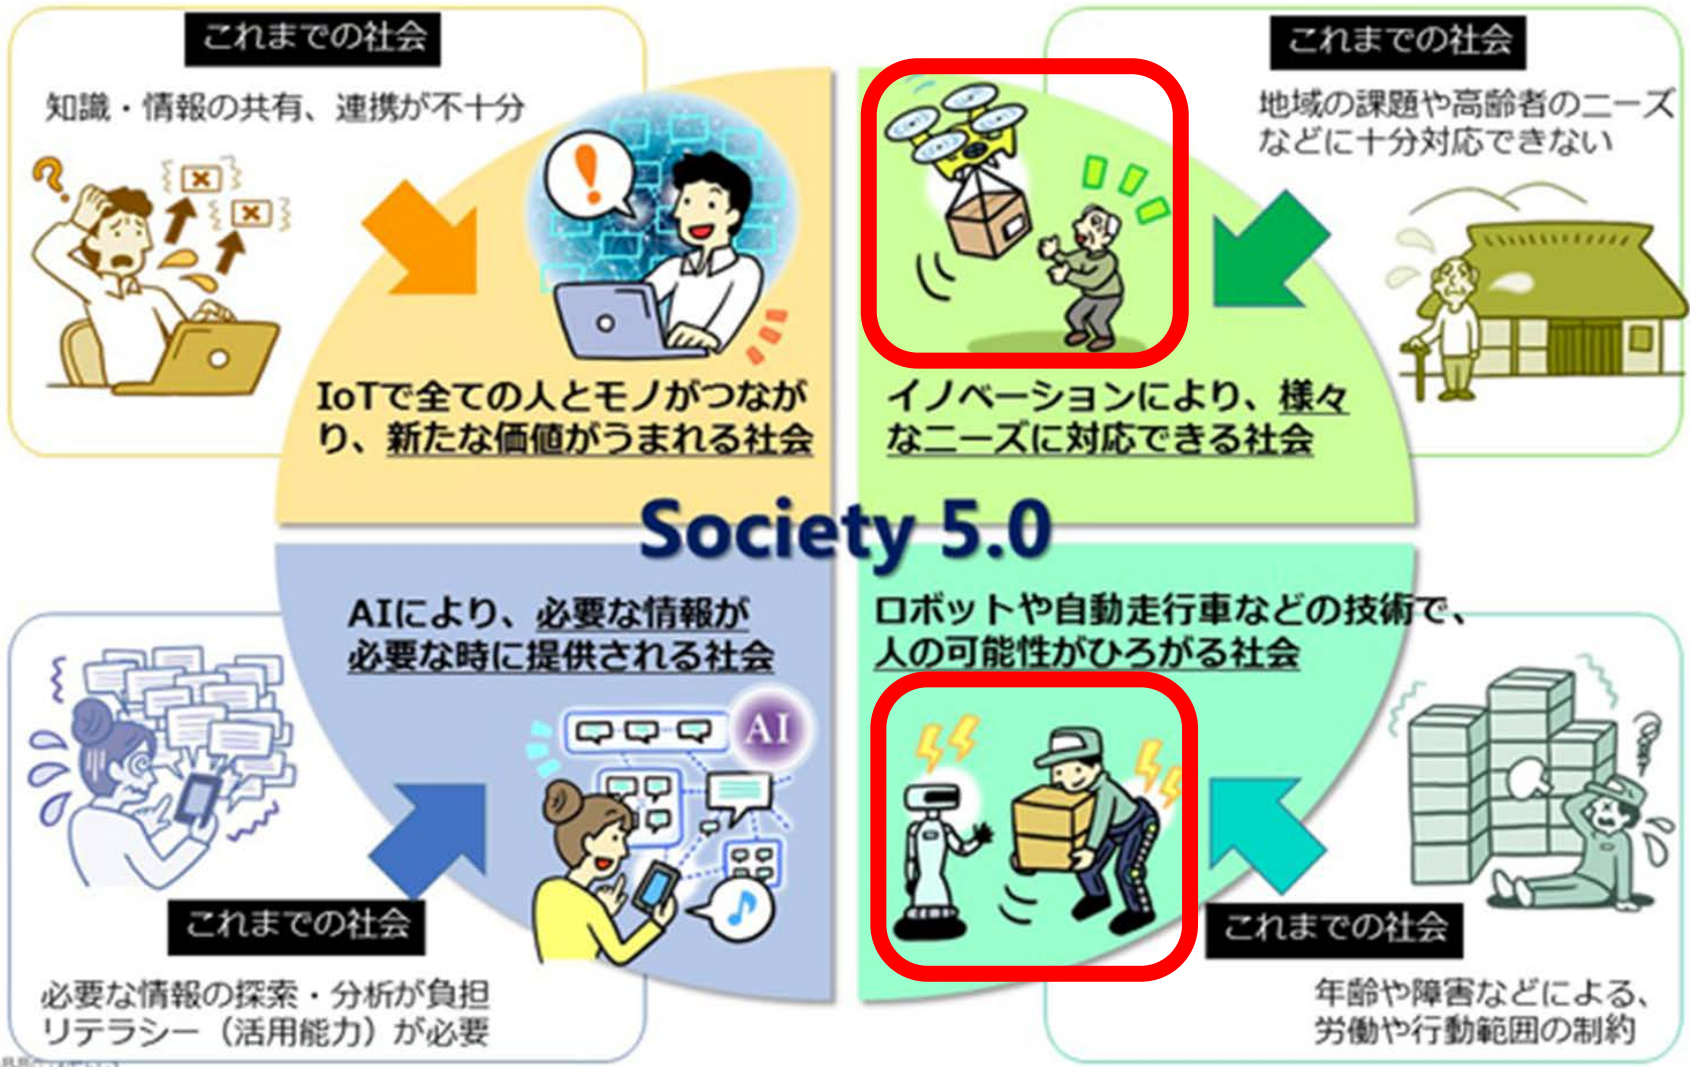 これまでの社会
知識・情報の共有、連携が不十分
IoTで全ての人とモノがつなが
り、新たな価値がうまれる社会
これまでの社会
地域の課題や高齢者のニーズ
などに十分対応できない
イノベーションにより、様々
なニーズに対応できる社会
Society 5.0
AIにより、必要な情報が
必要な時に提供される社会
AI
これまでの社会
必要な情報の探索・分析が負担
リテラシー（活用能力）が必要
ロボットや自動走行車などの技術で、
人の可能性がひろがる社会
これまでの社会
年齢や障害などによる、
労働や行動範囲の制約